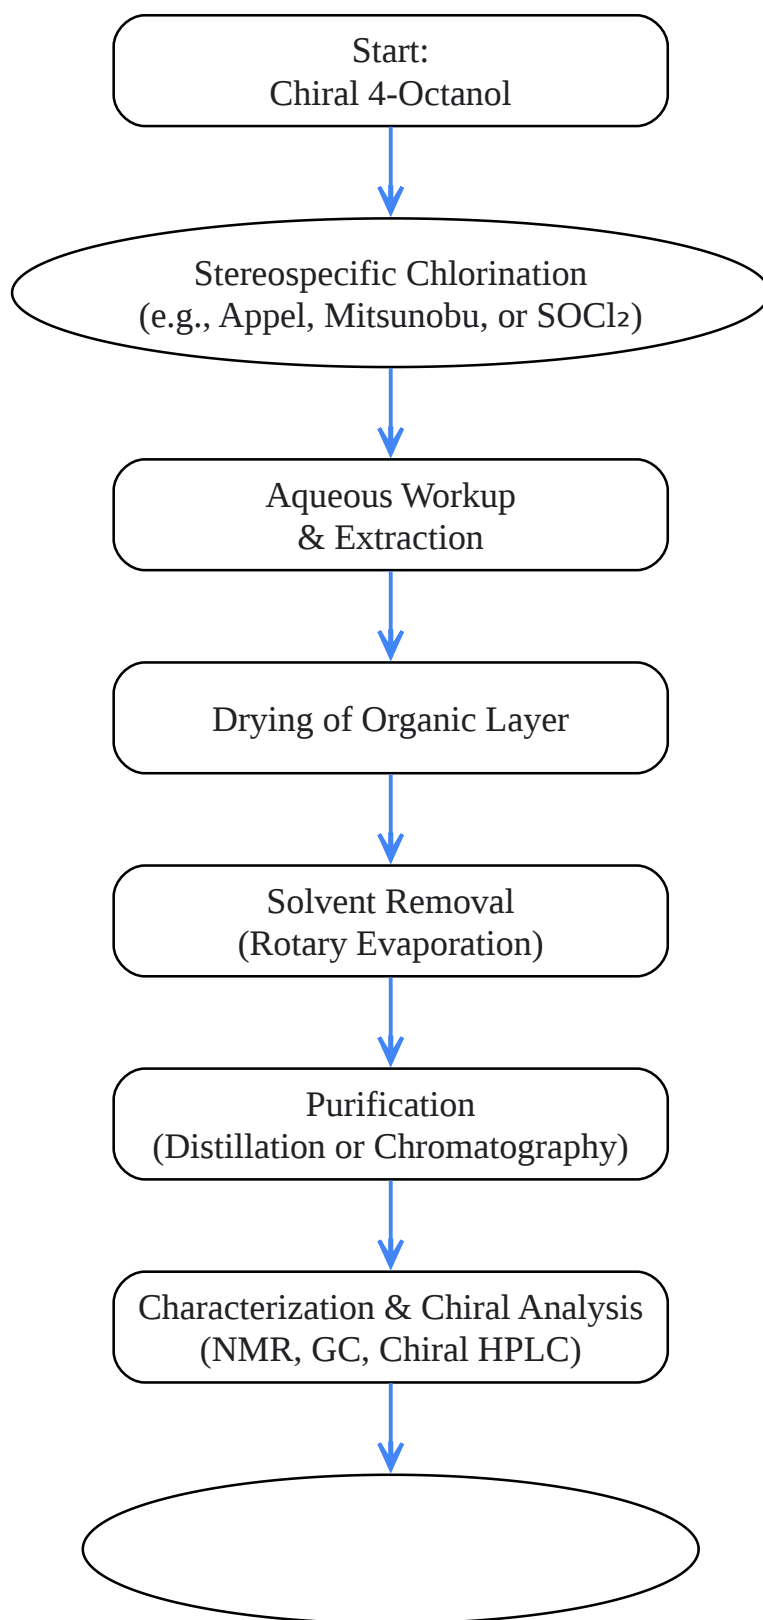 Start:
Chiral 4-Octanol
Stereospecific Chlorination
(e.g., Appel, Mitsunobu, or SOCl₂)
Aqueous Workup
& Extraction
Drying of Organic Layer
Solvent Removal
(Rotary Evaporation)
Purification
(Distillation or Chromatography)
Characterization & Chiral Analysis
(NMR, GC, Chiral HPLC)